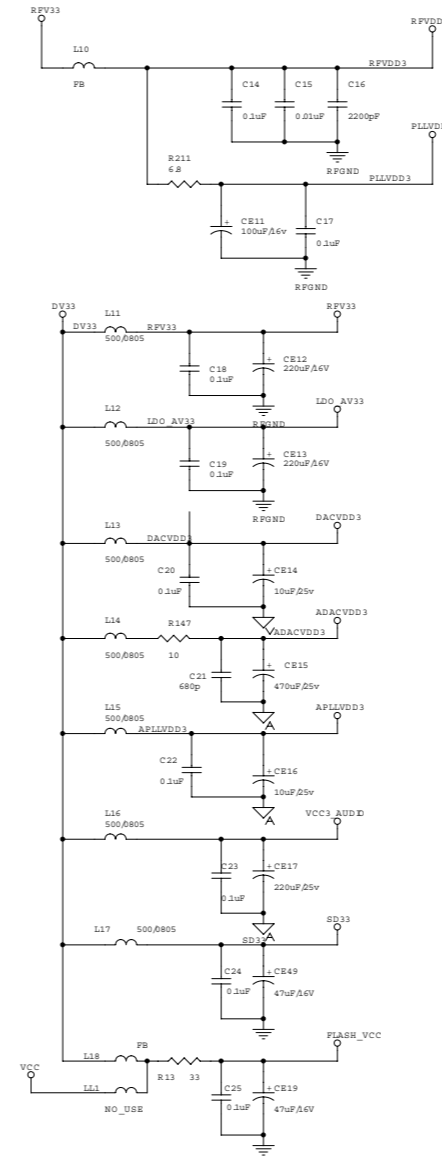 RFV33
RFVDD
L10
RFVDD3
FB
C14
C15
C16
0.1uF
0.01uF
2200pF
PLLVD
RFGND
R211
6.8
PLLVDD3
CE11
100uF/16v
C17
0.1uF
RFGND
DV33
L11
RFV33
DV33
RFV33
500/0805
C18
0.1uF
CE12
220uF/16V
L12
LDO_AV33
LDO_AV33
RFGND
500/0805
C19
0.1uF
CE13
220uF/16V
RFGND
L13
DACVDD3
DACVDD3
500/0805
C20
0.1uF
CE14
10uF/25v
V
L14
R147
ADACVDD3
ADACVDD3
500/0805
10
C21
680p
CE15
470uF/25v
A
L15
500/0805
APLLVDD3
APLLVDD3
C22
0.1uF
CE16
10uF/25v
A
L16
500/0805
VCC3_AUDIO
C23
0.1uF
CE17
220uF/25v
A
L17
500/0805
SD33
SD33
C24
0.1uF
CE49
47uF/16V
FB
FLASH_VCC
L18
VCC
LL1
R13
33
NO_USE
C25
0.1uF
CE19
47uF/16V